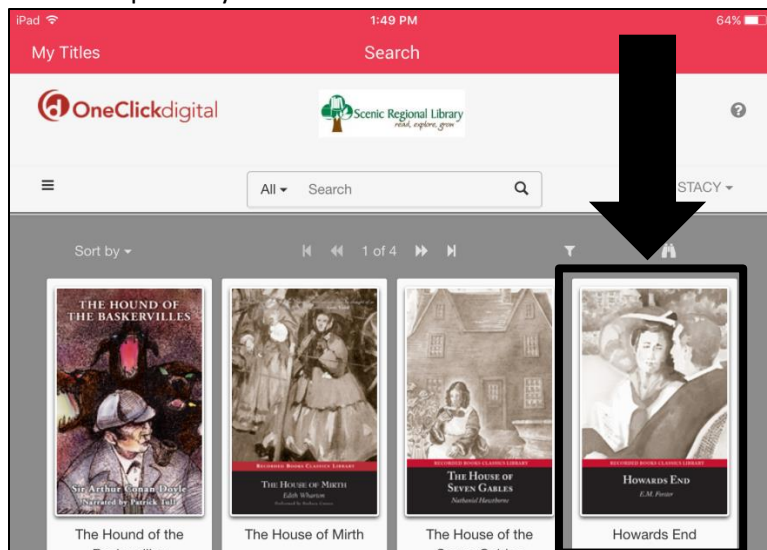 iPad 1:49 PM 64%
My Titles Search
OneClickdigital
Scenic Regional Library
read, explore, grow
All Search STACY
Sort by 1 of 4
THE HOUND OF
THE BASKERVILLES
Sir Arthur Conan Doyle
Narrated by Patrick Tull
RECORDED BOOKS CLASSICS LIBRARY
THE HOUSE OF MIRTH
Edith Wharton
RECORDED BOOKS CLASSICS LIBRARY
THE HOUSE OF
SEVEN GABLES
Nathaniel Hawthorne
RECORDED BOOKS CLASSICS LIBRARY
HOWARDS END
E.M. Forster
The Hound of the
The House of Mirth
The House of the
Howards End